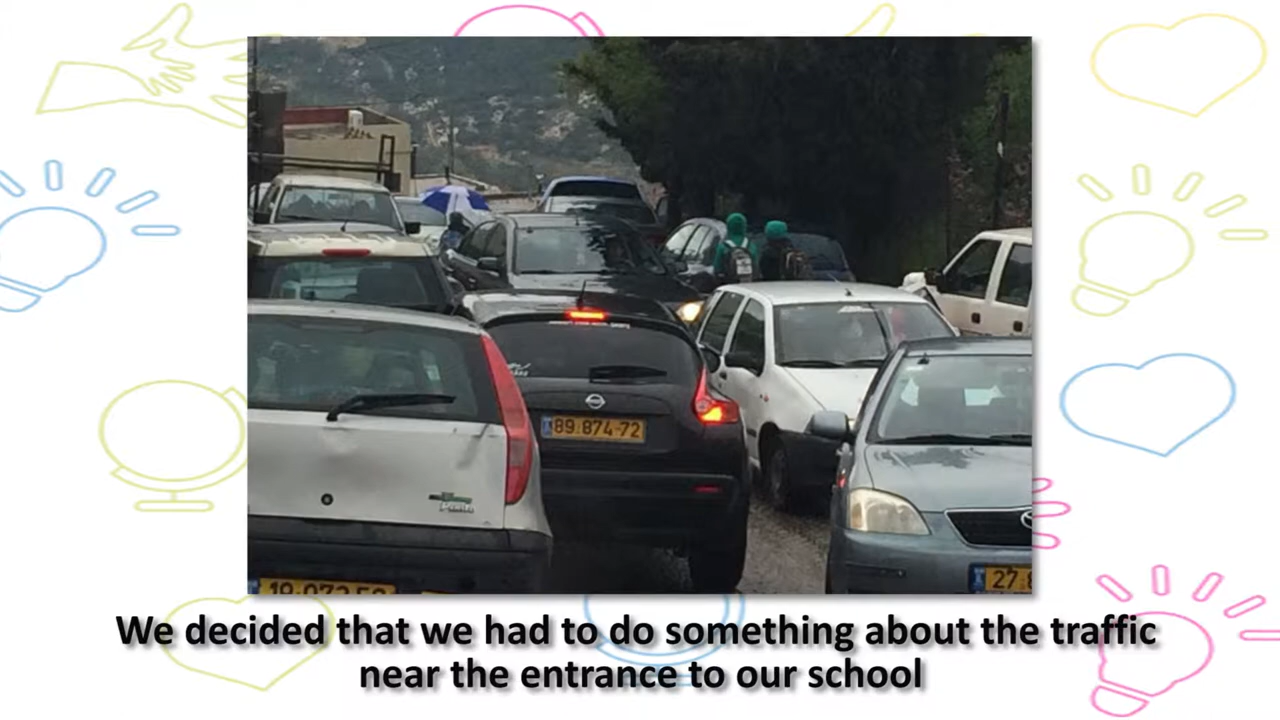 89·874-72
Punto
We decided that we had to do something about the traffic
near the entrance to our school